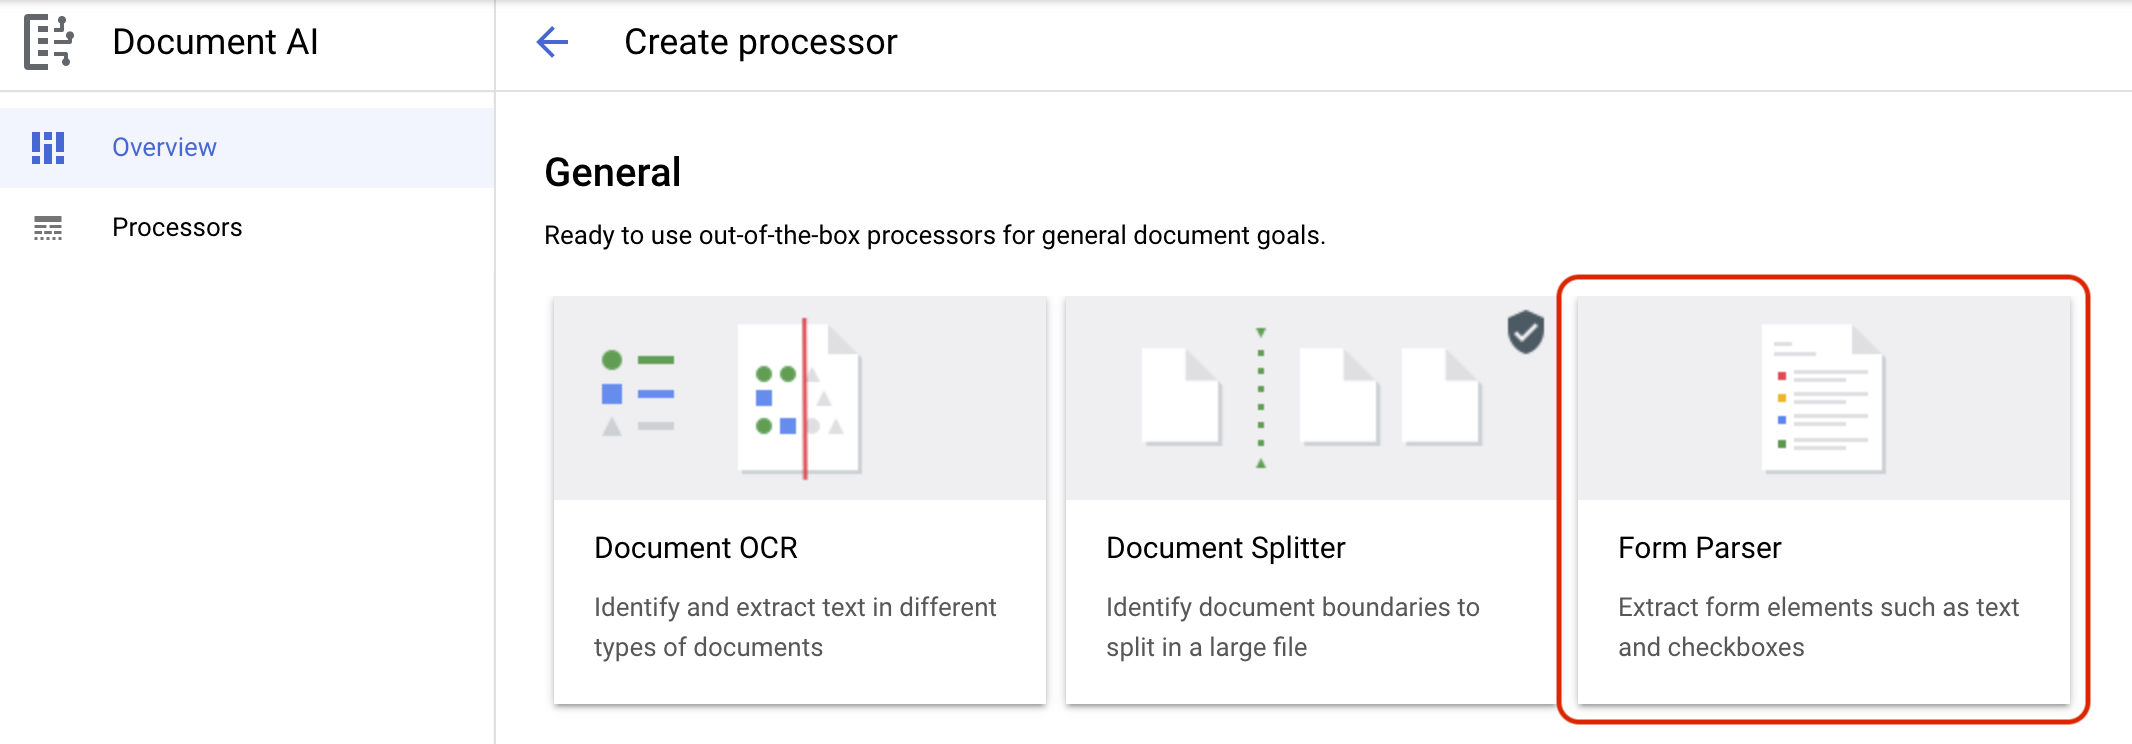 Document AI
Create processor
Overview
Processors
General
Ready to use out-of-the-box processors for general document goals.
Document OCR
Identify and extract text in different
types of documents
Document Splitter
Identify document boundaries to
split in a large file
Form Parser
Extract form elements such as text
and checkboxes